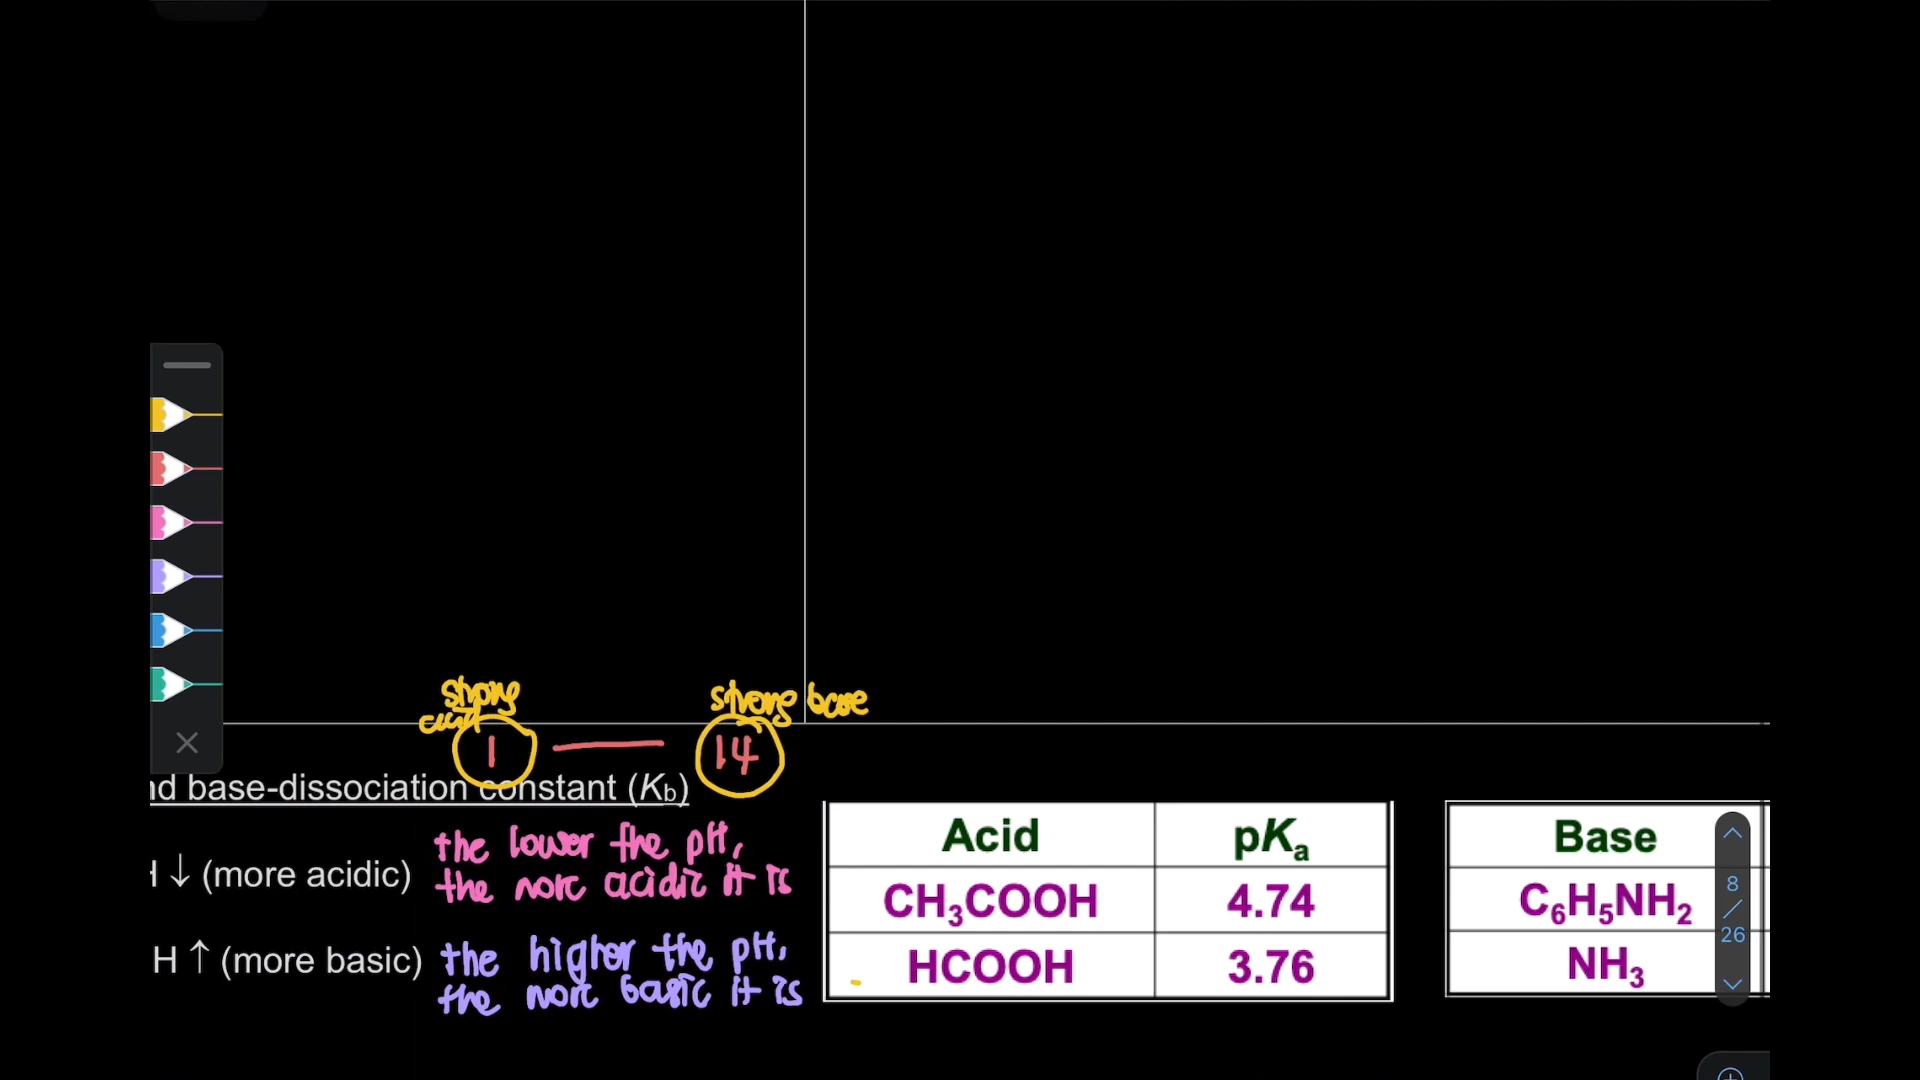 strong
acid
strong base
1 — 14
nd base-dissociation constant (Kb)
↓ (more acidic)
the lower the pH,
the more acidic it is
H ↑ (more basic)
the higher the pH,
the more basic it is
Acid pKa
CH3COOH 4.74
HCOOH 3.76
Base
C6H5NH2
NH3
8
/
26